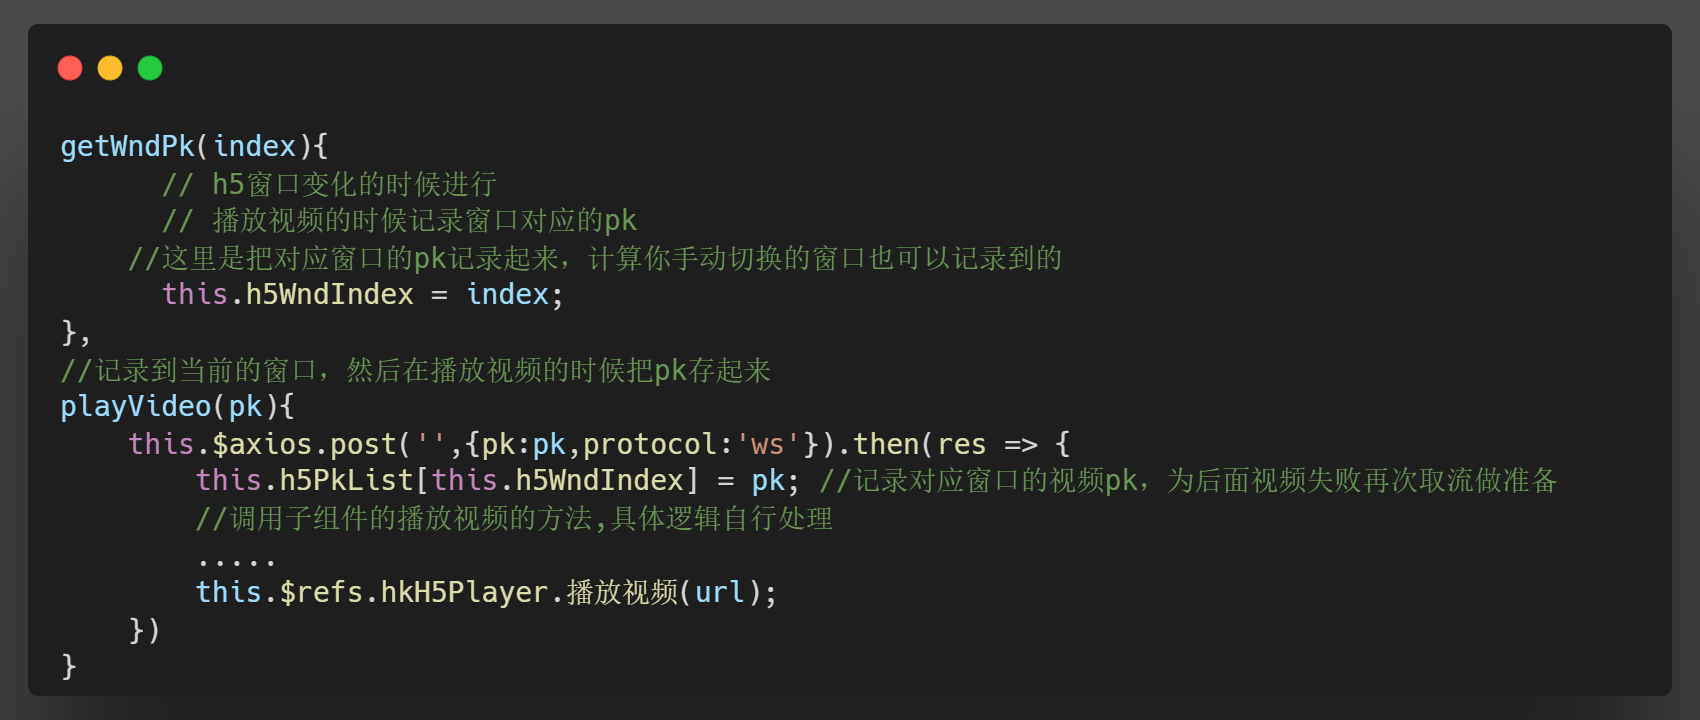 getWndPk(index){
// h5窗口变化的时候进行
// 播放视频的时候记录窗口对应的pk
//这里是把对应窗口的pk记录起来，计算你手动切换的窗口也可以记录到的
this.h5WndIndex = index;
},
//记录到当前的窗口，然后在播放视频的时候把pk存起来
playVideo(pk){
this.$axios.post('',{pk:pk,protocol:'ws'}).then(res => {
this.h5PkList[this.h5WndIndex] = pk; //记录对应窗口的视频pk，为后面视频失败再次取流做准备
//调用子组件的播放视频的方法,具体逻辑自行处理
.....
this.$refs.hkH5Player.播放视频(url);
})
}